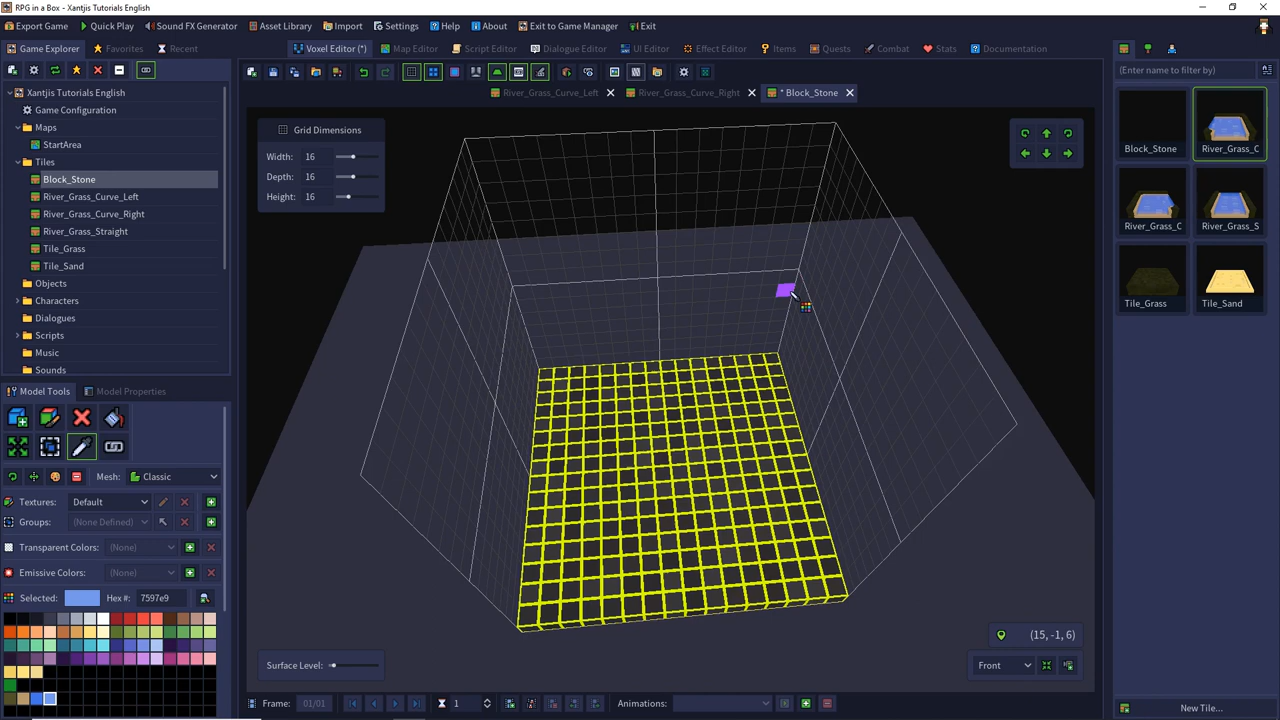 RPG in a Box - Xantjis Tutorials English
Export Game Quick Play Sound FX Generator Asset Library Import Settings Help About Exit to Game Manager Exit
Game Explorer Favorites Recent Voxel Editor (*) Map Editor Script Editor Dialogue Editor UI Editor Effect Editor Items Quests Combat Stats Documentation
(Enter name to filter by)
Xantjis Tutorials English
Game Configuration
Maps
StartArea
Tiles
Block_Stone
River_Grass_Curve_Left
River_Grass_Curve_Right
River_Grass_Straight
Tile_Grass
Tile_Sand
Objects
Characters
Dialogues
Scripts
Music
Sounds
River_Grass_Curve_Left River_Grass_Curve_Right * Block_Stone
Grid Dimensions
Width: 16
Depth: 16
Height: 16
Block_Stone River_Grass_C
River_Grass_C River_Grass_S
Tile_Grass Tile_Sand
Model Tools Model Properties
Mesh: Classic
Textures: Default
Groups: (None Defined)
Transparent Colors: (None)
Emissive Colors: (None)
Selected: Hex #: 7597e9
(15, -1, 6)
Surface Level:
Front
Frame: 01/01 1 Animations:
New Tile...